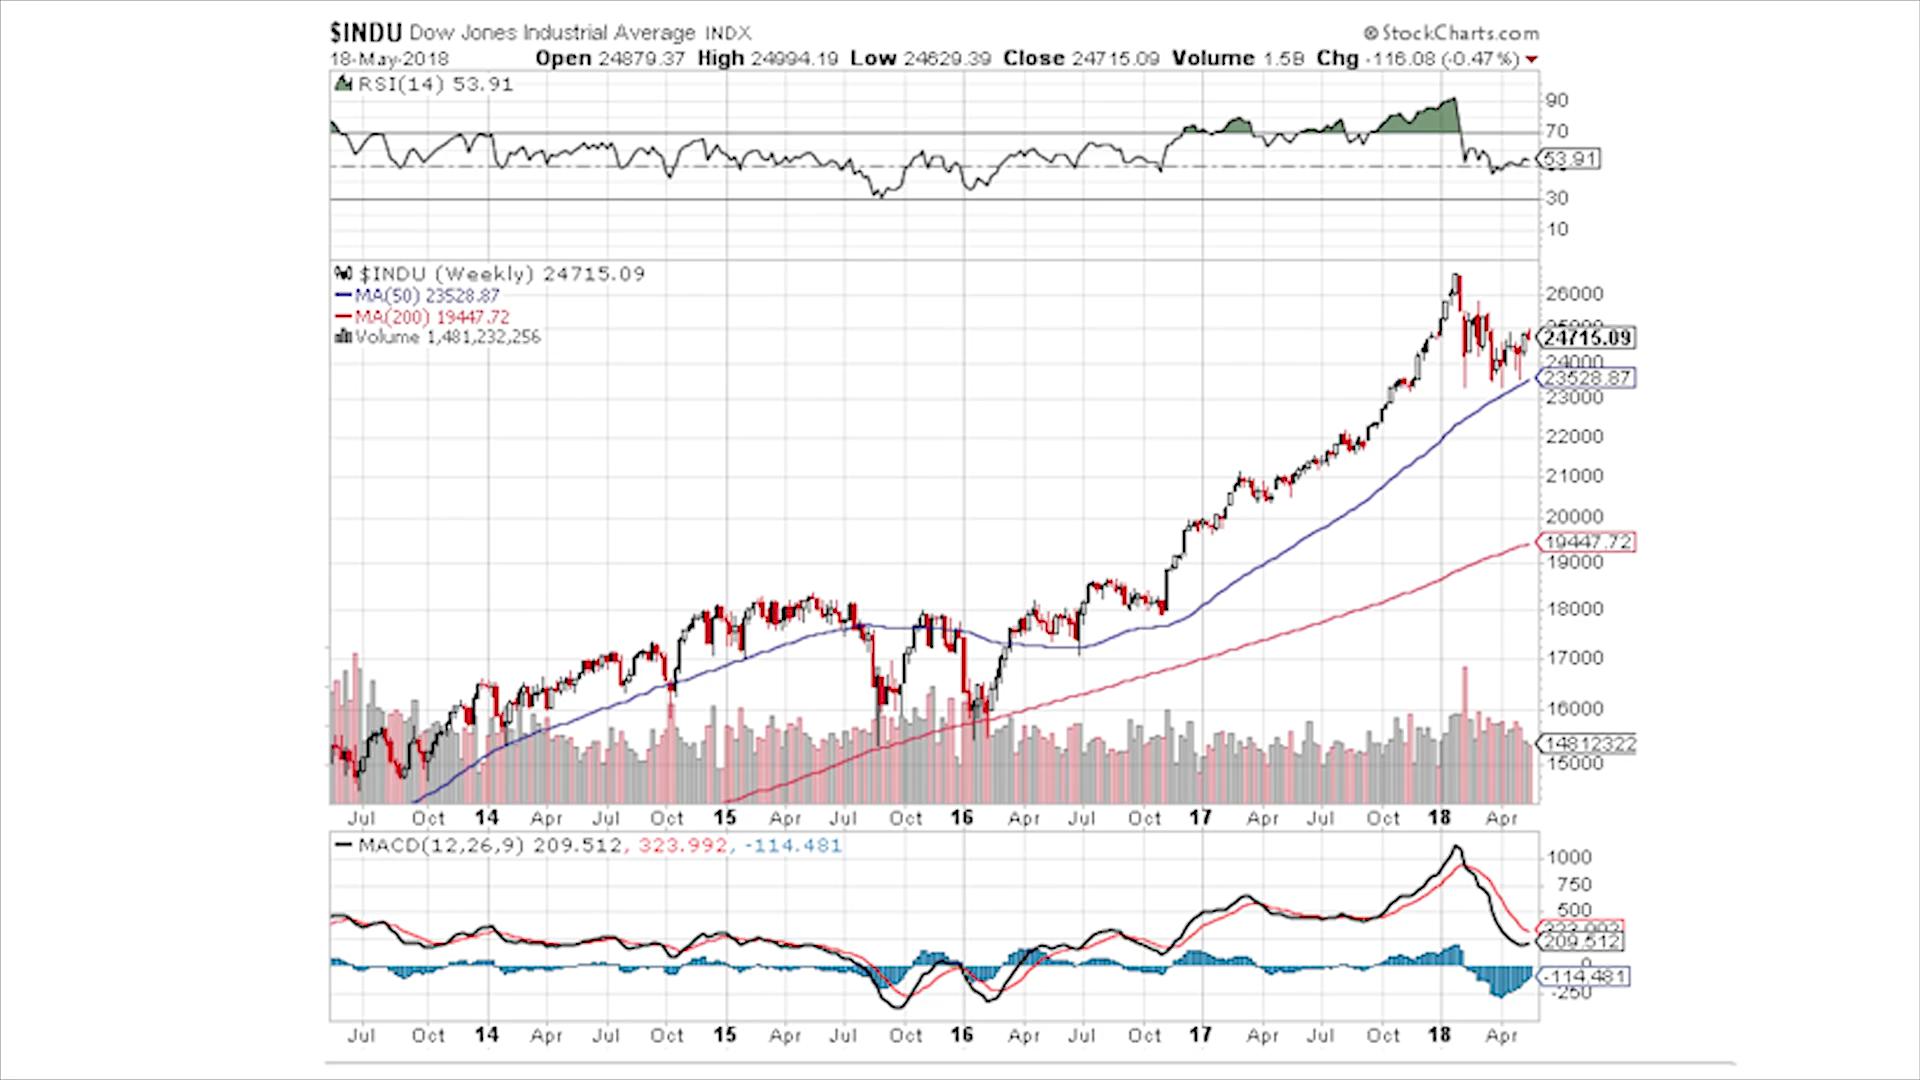 $INDU Dow Jones Industrial Average INDX © StockCharts.com
18-May-2018 Open 24879.37 High 24994.19 Low 24629.39 Close 24715.09 Volume 1.5B Chg -116.08 (-0.47%)
RSI(14) 53.91
90
70
53.91
30
10
$INDU (Weekly) 24715.09
MA(50) 23528.87
MA(200) 19447.72
Volume 1,481,232,256
26000
25000
24715.09
24000
23528.87
23000
22000
21000
20000
19447.72
19000
18000
17000
16000
14812322
15000
Jul Oct 14 Apr Jul Oct 15 Apr Jul Oct 16 Apr Jul Oct 17 Apr Jul Oct 18 Apr
MACD(12,26,9) 209.512, 323.992, -114.481
1000
750
500
323.992
209.512
0
-114.481
-250
Jul Oct 14 Apr Jul Oct 15 Apr Jul Oct 16 Apr Jul Oct 17 Apr Jul Oct 18 Apr